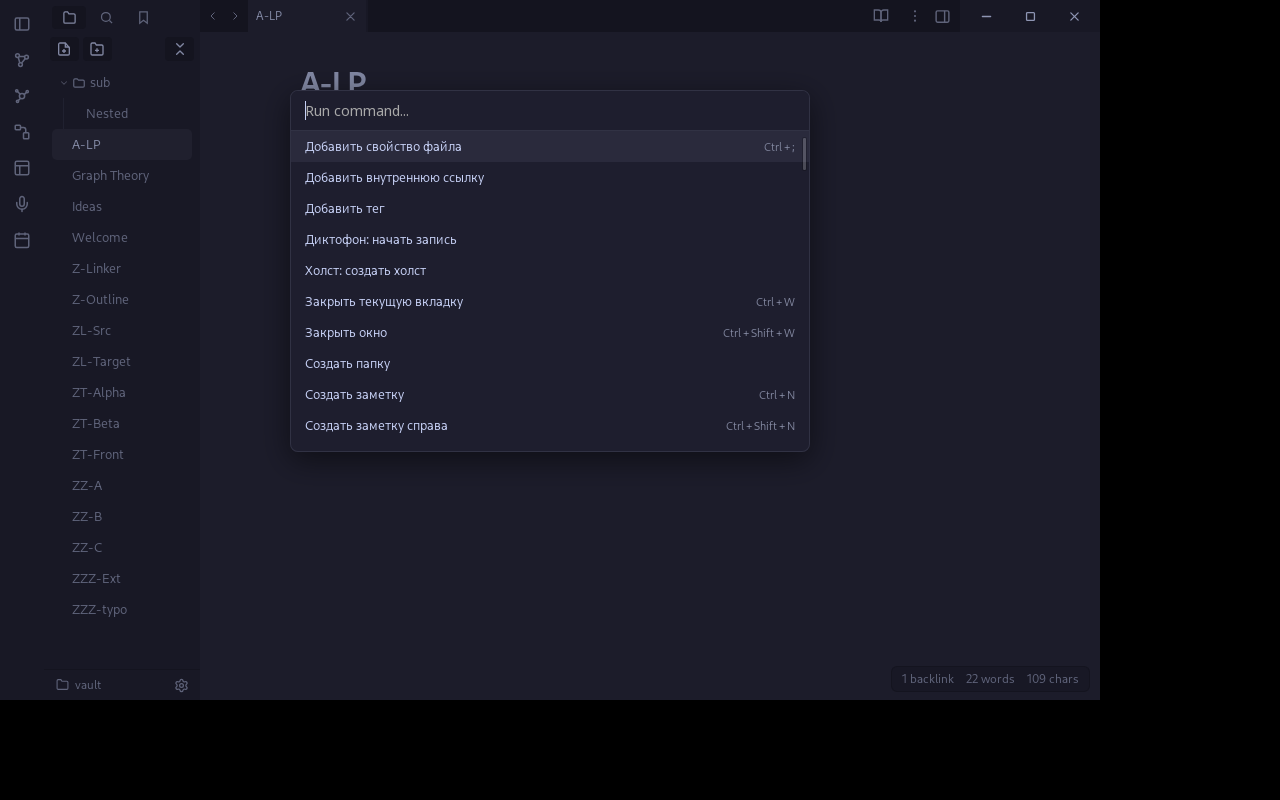 A-LP
sub
Nested
A-LP
Graph Theory
Ideas
Welcome
Z-Linker
Z-Outline
ZL-Src
ZL-Target
ZT-Alpha
ZT-Beta
ZT-Front
ZZ-A
ZZ-B
ZZ-C
ZZZ-Ext
ZZZ-typo
vault
A-LP
Run command...
Добавить свойство файла Ctrl + ;
Добавить внутреннюю ссылку
Добавить тег
Диктофон: начать запись
Холст: создать холст
Закрыть текущую вкладку Ctrl + W
Закрыть окно Ctrl + Shift + W
Создать папку
Создать заметку Ctrl + N
Создать заметку справа Ctrl + Shift + N
1 backlink 22 words 109 chars